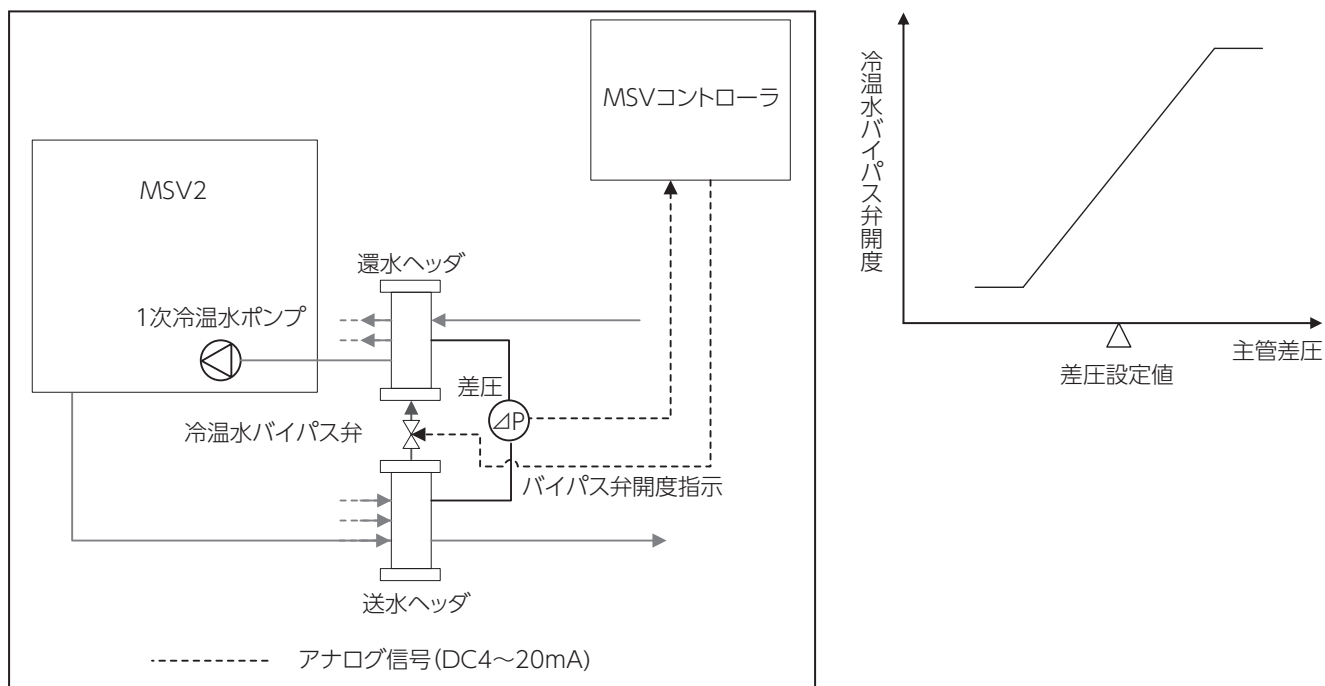 MSVコントローラ
MSV2
還水ヘッダ
1次冷温水ポンプ
差圧
⊿P
冷温水バイパス弁
バイパス弁開度指示
送水ヘッダ
アナログ信号(DC4～20mA)
冷温水バイパス弁開度
主管差圧
差圧設定値